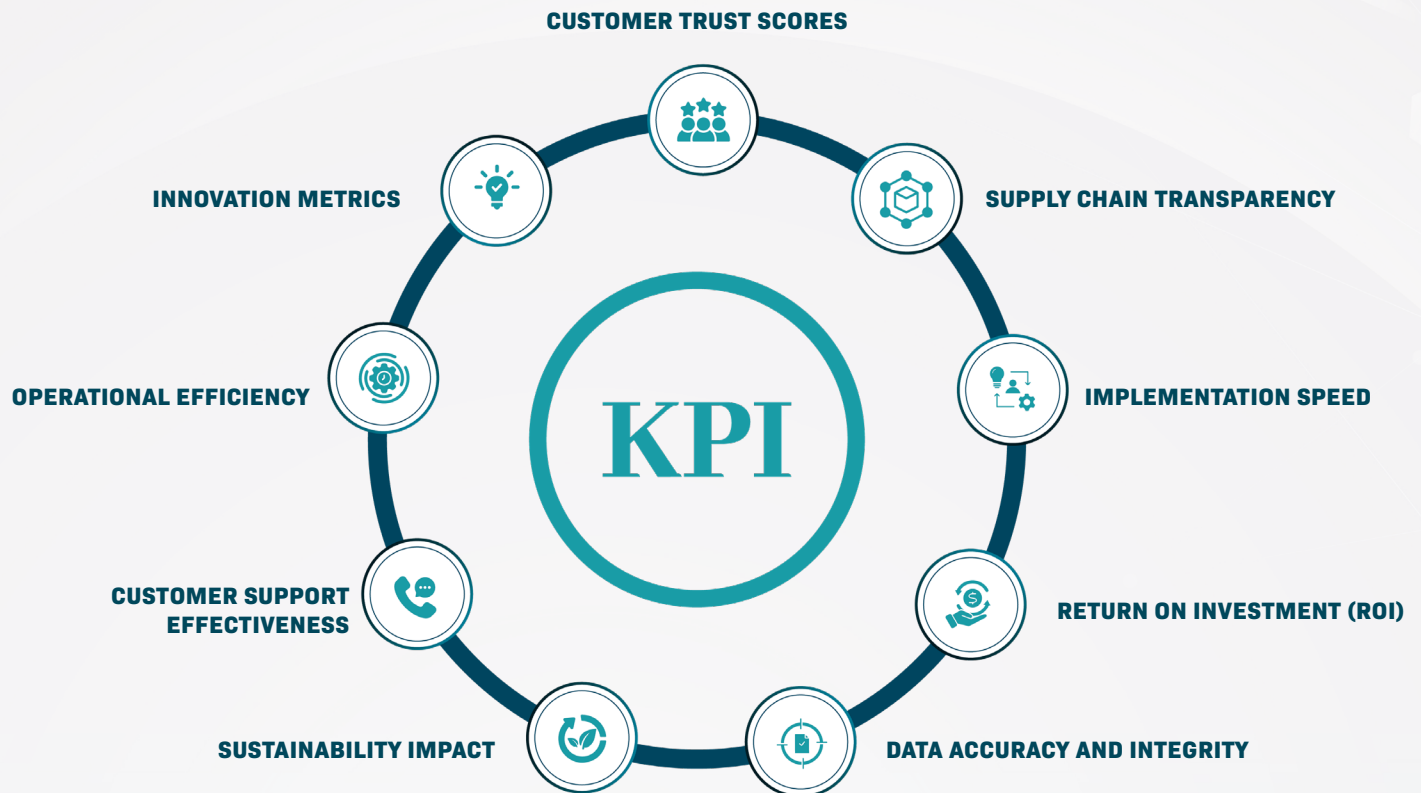 CUSTOMER TRUST SCORES
INNOVATION METRICS
SUPPLY CHAIN TRANSPARENCY
OPERATIONAL EFFICIENCY
KPI
IMPLEMENTATION SPEED
CUSTOMER SUPPORT
EFFECTIVENESS
RETURN ON INVESTMENT (ROI)
SUSTAINABILITY IMPACT
DATA ACCURACY AND INTEGRITY